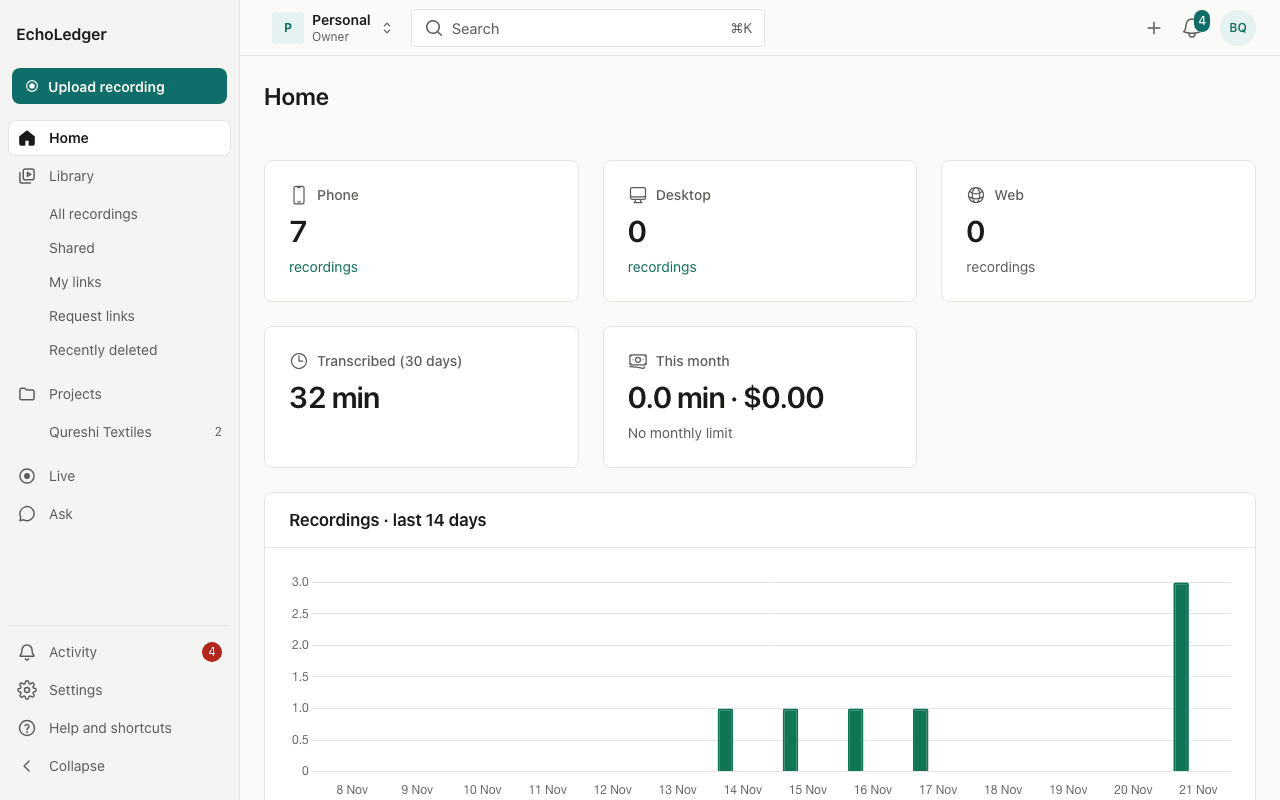 EchoLedger
Upload recording
Home
Library
All recordings
Shared
My links
Request links
Recently deleted
Projects
Qureshi Textiles 2
Live
Ask
Activity 4
Settings
Help and shortcuts
Collapse
P Personal
Owner
Search ⌘K
4
BQ
Home
Phone
7
recordings
Desktop
0
recordings
Web
0
recordings
Transcribed (30 days)
32 min
This month
0.0 min · $0.00
No monthly limit
Recordings · last 14 days
3.0
2.5
2.0
1.5
1.0
0.5
0
8 Nov 9 Nov 10 Nov 11 Nov 12 Nov 13 Nov 14 Nov 15 Nov 16 Nov 17 Nov 18 Nov 19 Nov 20 Nov 21 Nov